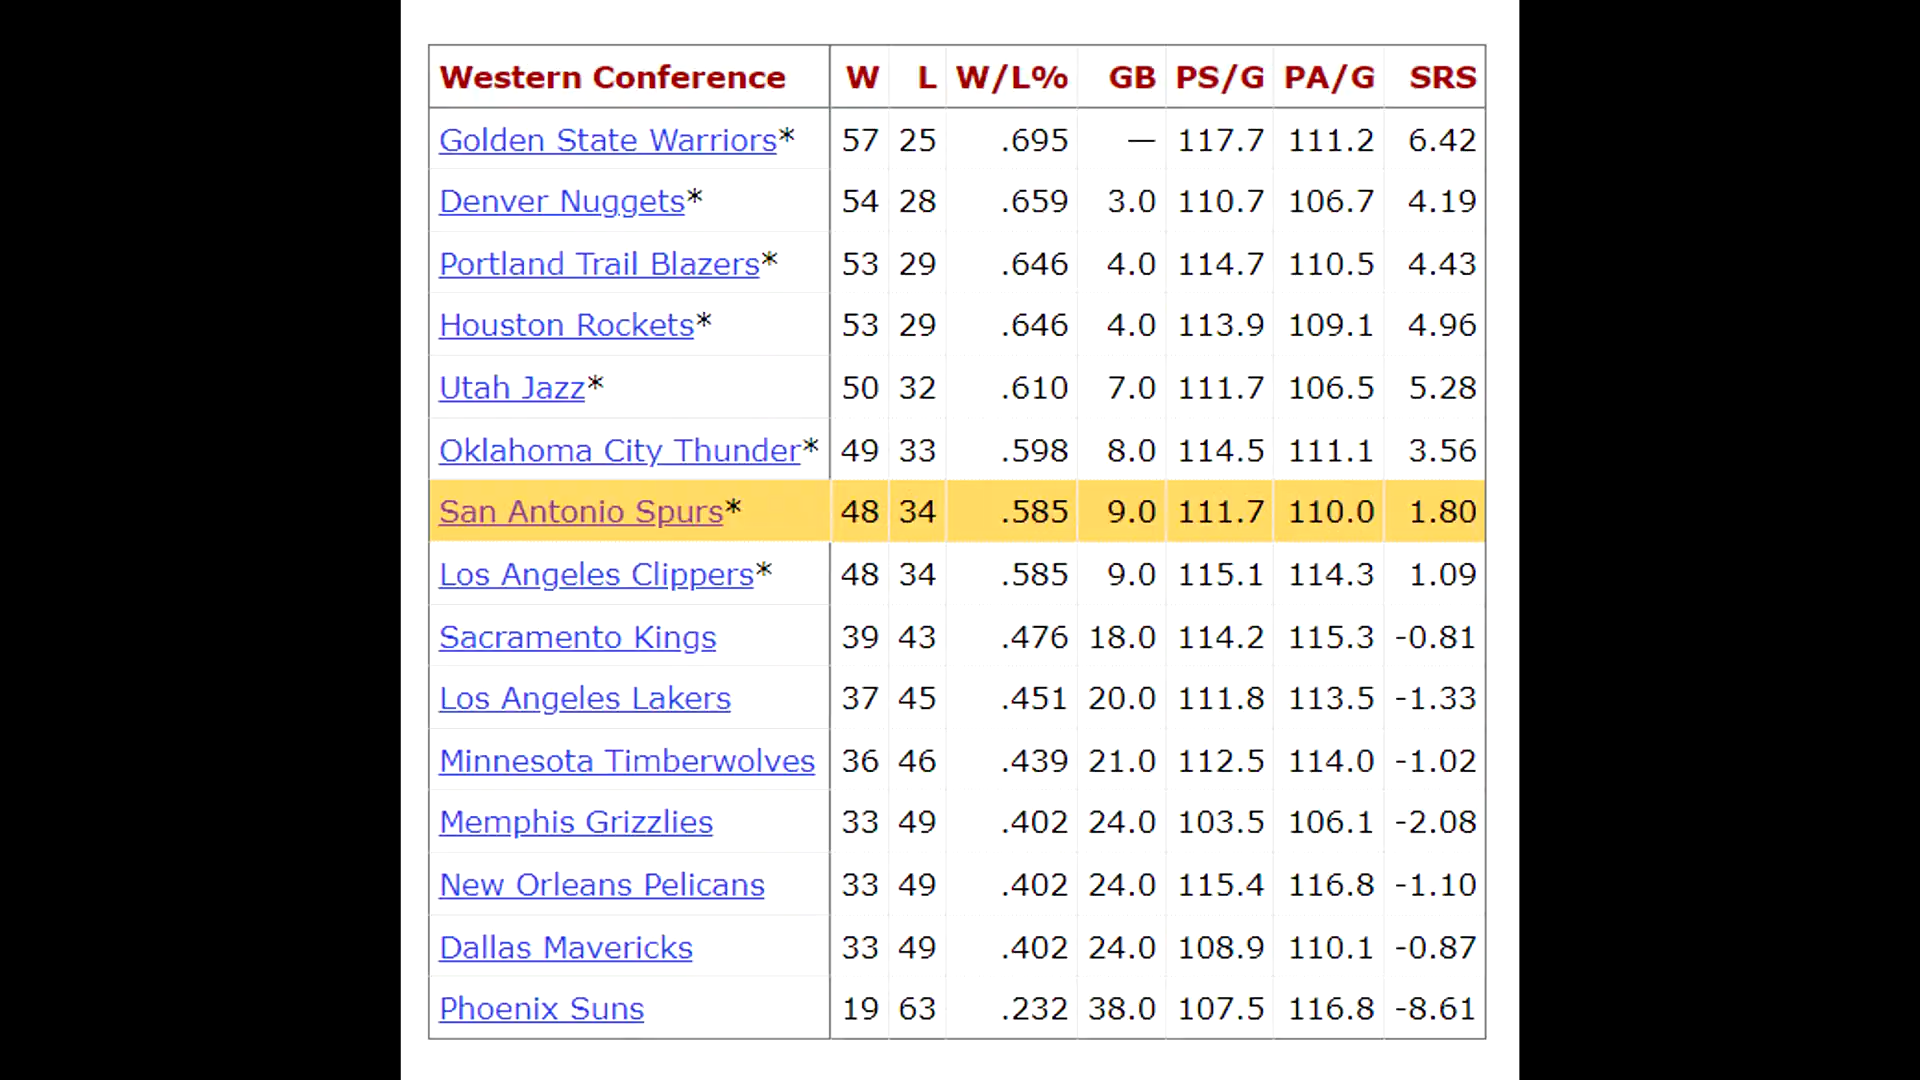 Western Conference W L W/L% GB PS/G PA/G SRS
Golden State Warriors* 57 25 .695 — 117.7 111.2 6.42
Denver Nuggets* 54 28 .659 3.0 110.7 106.7 4.19
Portland Trail Blazers* 53 29 .646 4.0 114.7 110.5 4.43
Houston Rockets* 53 29 .646 4.0 113.9 109.1 4.96
Utah Jazz* 50 32 .610 7.0 111.7 106.5 5.28
Oklahoma City Thunder* 49 33 .598 8.0 114.5 111.1 3.56
San Antonio Spurs* 48 34 .585 9.0 111.7 110.0 1.80
Los Angeles Clippers* 48 34 .585 9.0 115.1 114.3 1.09
Sacramento Kings 39 43 .476 18.0 114.2 115.3 -0.81
Los Angeles Lakers 37 45 .451 20.0 111.8 113.5 -1.33
Minnesota Timberwolves 36 46 .439 21.0 112.5 114.0 -1.02
Memphis Grizzlies 33 49 .402 24.0 103.5 106.1 -2.08
New Orleans Pelicans 33 49 .402 24.0 115.4 116.8 -1.10
Dallas Mavericks 33 49 .402 24.0 108.9 110.1 -0.87
Phoenix Suns 19 63 .232 38.0 107.5 116.8 -8.61